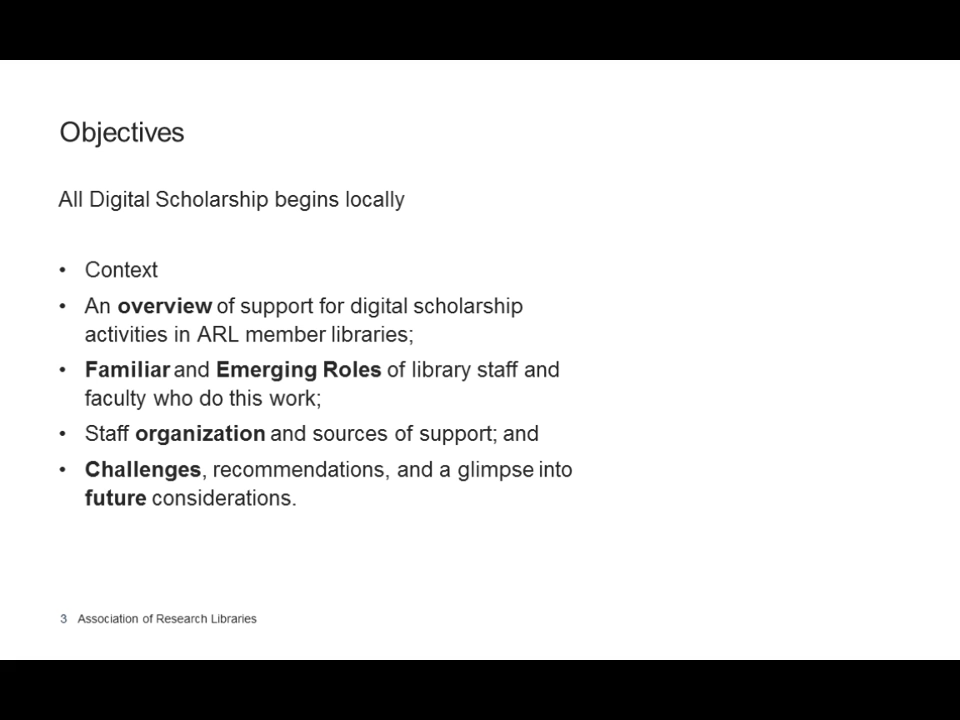 Objectives
All Digital Scholarship begins locally
• Context
• An overview of support for digital scholarship
activities in ARL member libraries;
• Familiar and Emerging Roles of library staff and
faculty who do this work;
• Staff organization and sources of support; and
• Challenges, recommendations, and a glimpse into
future considerations.
3 Association of Research Libraries